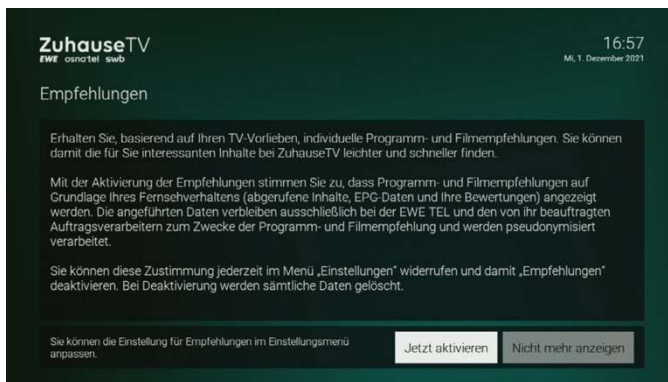 ZuhauseTV
EWE osnatel swb
16:57
Mi, 1. Dezember 2021
Empfehlungen
Erhalten Sie, basierend auf Ihren TV-Vorlieben, individuelle Programm- und Filmempfehlungen. Sie können
damit die für Sie interessanten Inhalte bei ZuhauseTV leichter und schneller finden.
Mit der Aktivierung der Empfehlungen stimmen Sie zu, dass Programm- und Filmempfehlungen auf
Grundlage Ihres Fernsehverhaltens (abgerufene Inhalte, EPG-Daten und Ihre Bewertungen) angezeigt
werden. Die angeführten Daten verbleiben ausschließlich bei der EWE TEL und den von ihr beauftragten
Auftragsverarbeitern zum Zwecke der Programm- und Filmempfehlung und werden pseudonymisiert
verarbeitet.
Sie können diese Zustimmung jederzeit im Menü „Einstellungen“ widerrufen und damit „Empfehlungen“
deaktivieren. Bei Deaktivierung werden sämtliche Daten gelöscht.
Sie können die Einstellung für Empfehlungen im Einstellungsmenü
anpassen.
Jetzt aktivieren
Nicht mehr anzeigen